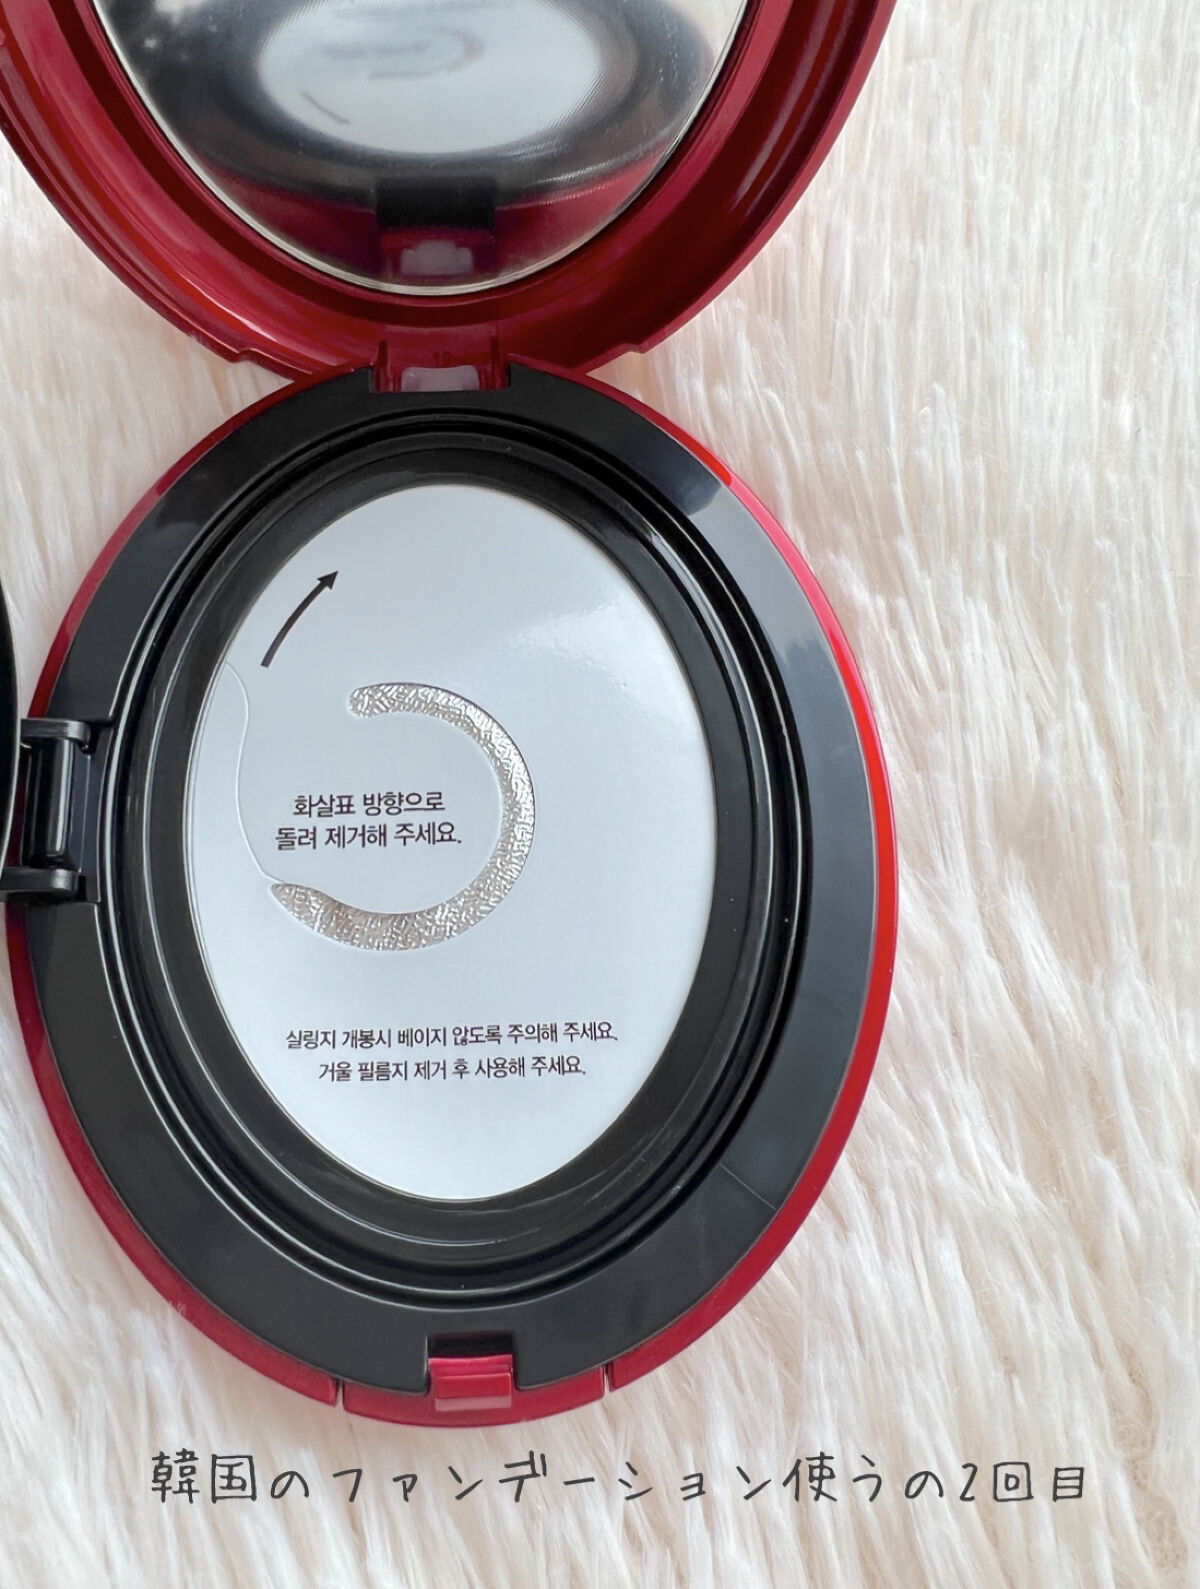 화살표 방향으로
돌려 제거해 주세요.
실링지 개봉시 베이지 않도록 주의해 주세요.
거울 필름지 제거 후 사용해 주세요.
韓国のファンデーション使うの2回目